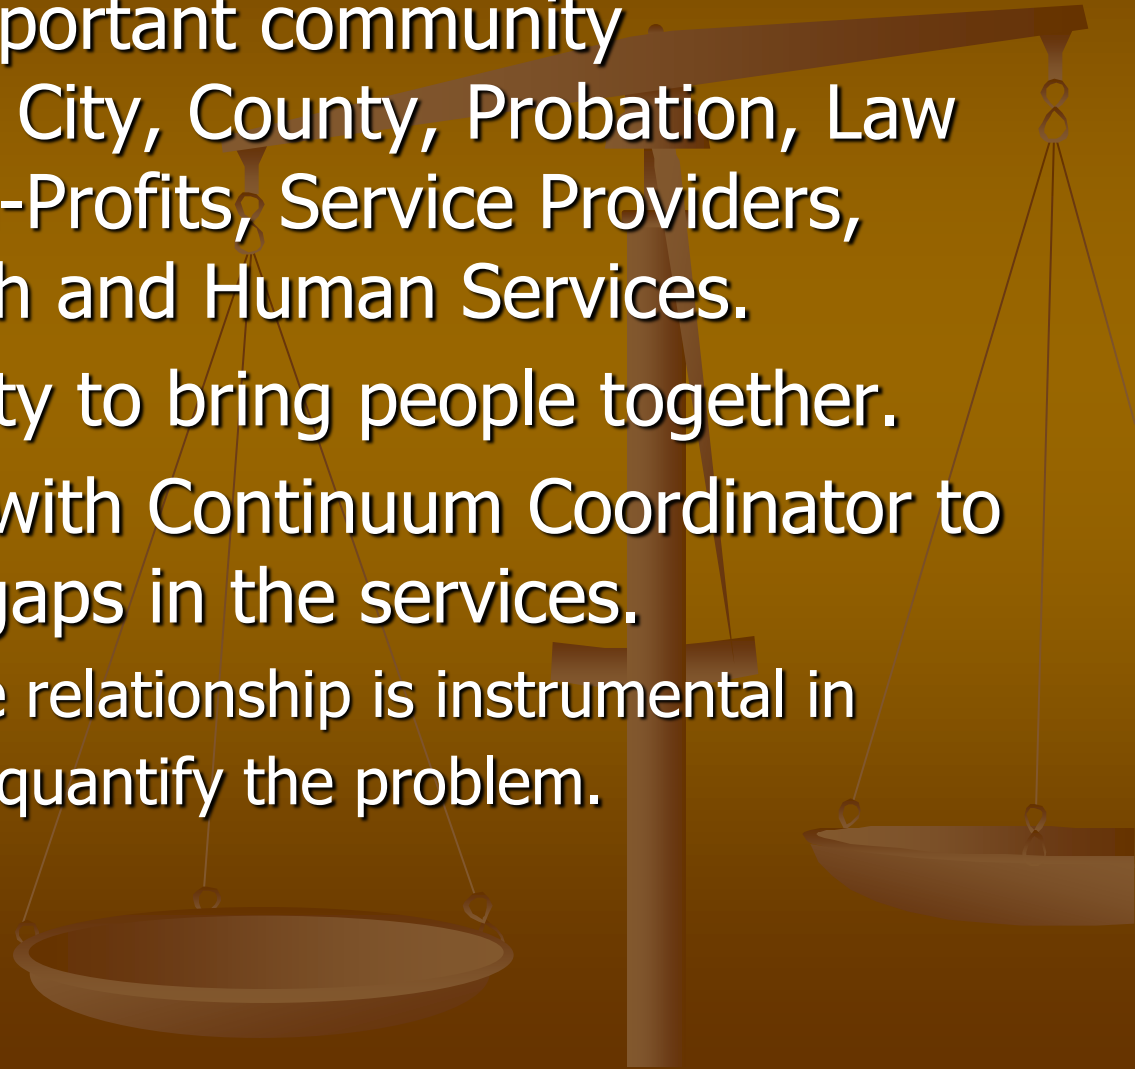 portant community
City, County, Probation, Law
-Profits, Service Providers,
h and Human Services.
ty to bring people together.
with Continuum Coordinator to
gaps in the services.
e relationship is instrumental in
quantify the problem.